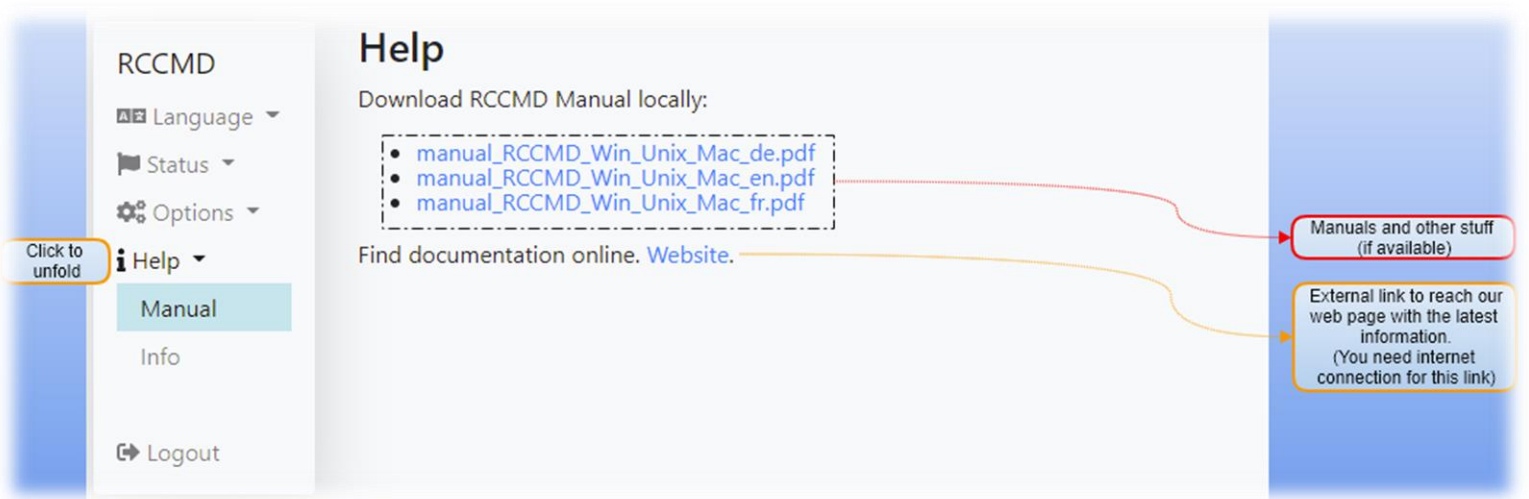 RCCMD
Language
Status
Options
Click to
unfold
Help
Manual
Info
Logout
Help
Download RCCMD Manual locally:
manual_RCCMD_Win_Unix_Mac_de.pdf
manual_RCCMD_Win_Unix_Mac_en.pdf
manual_RCCMD_Win_Unix_Mac_fr.pdf
Find documentation online. Website.
Manuals and other stuff
(if available)
External link to reach our
web page with the latest
information.
(You need internet
connection for this link)